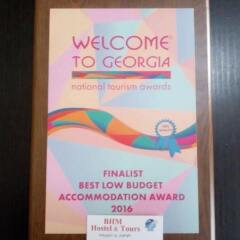 WELCOME
TO GEORGIA
national tourism awards
FINALIST
BEST LOW BUDGET
ACCOMMODATION AWARD
2016
BHM
Hostel & Tours